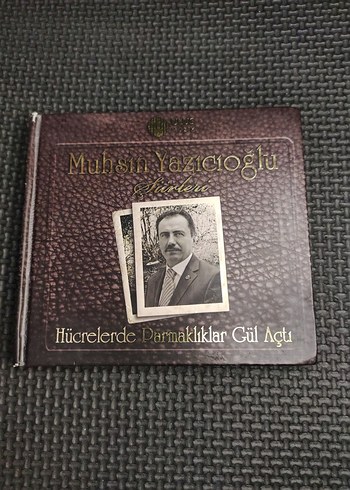 Muhsin Yazıcıoğlu
Şiirleri
Hücrelerde Parmaklıklar Gül Açtı